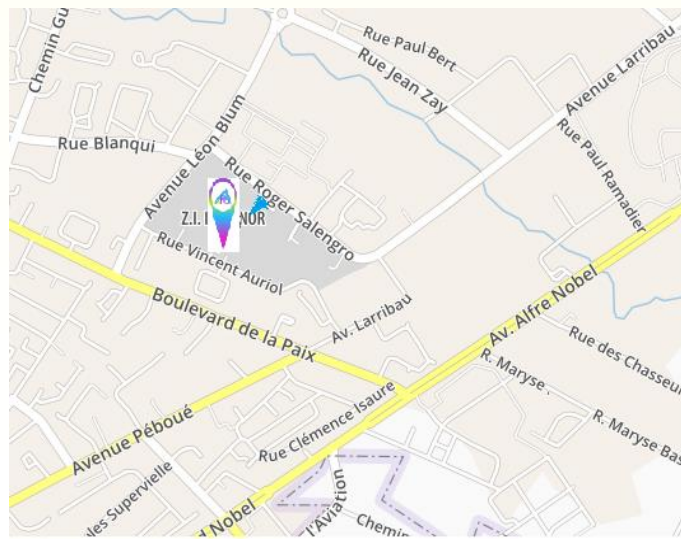 Rue Paul Bert
Chemin Gu
Rue Jean Zay
Avenue Larribau
Rue Blanqui
Avenue Léon Blum
Rue Paul Ramadier
Rue Roger Salengro
Z.I. NOR
Rue Vincent Auriol
Av. Alfre Nobel
Boulevard de la Paix
Av. Larribau
Rue des Chasseur
R. Maryse .
Rue Clémence Isaure
R. Maryse Bas
Avenue Péboué
les Supervielle
d Nobel
l'Aviation
Chemin